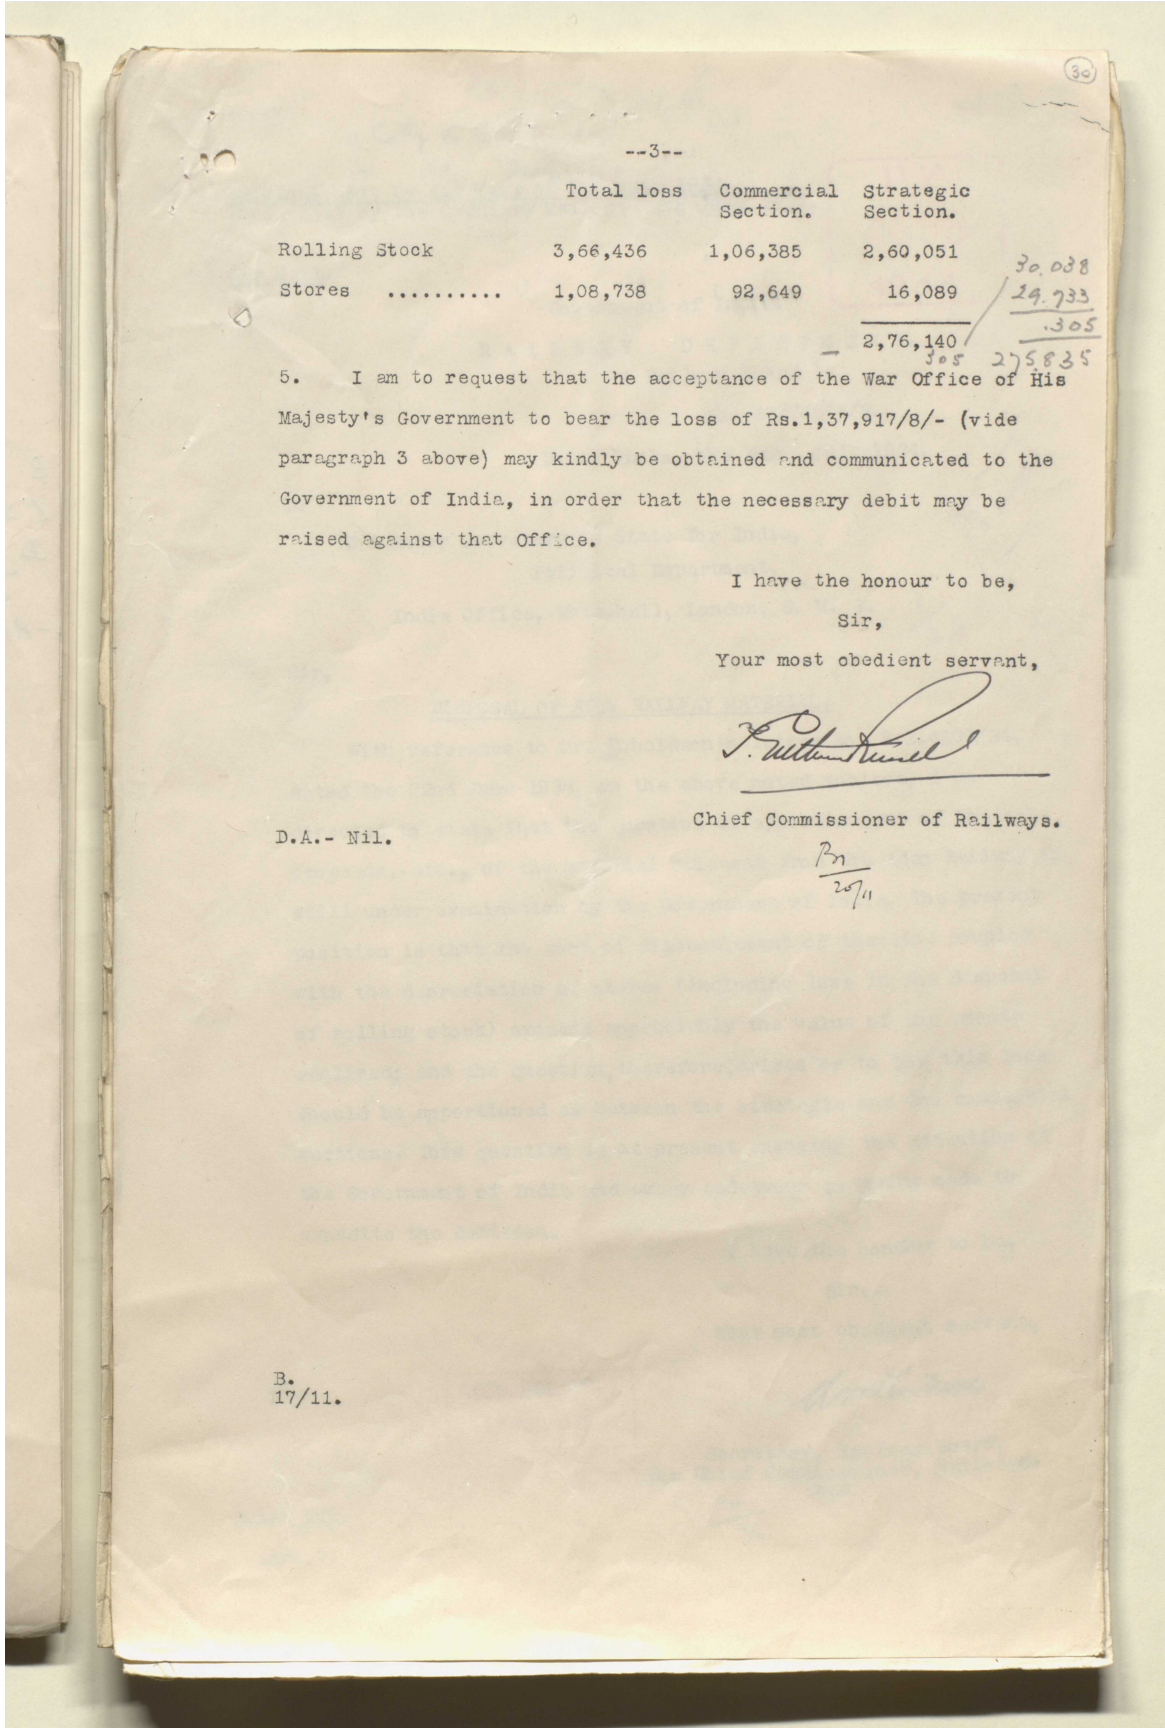 30
--3--
Total loss Commercial Strategic
Section. Section.
Rolling Stock 3,66,436 1,06,385 2,60,051
30.038
Stores .......... 1,08,738 92,649 16,089
29.733
.305
2,76,140
305 275.835
5. I am to request that the acceptance of the War Office of His
Majesty's Government to bear the loss of Rs.1,37,917/8/- (vide
paragraph 3 above) may kindly be obtained and communicated to the
Government of India, in order that the necessary debit may be
raised against that Office.
I have the honour to be,
Sir,
Your most obedient servant,
Chief Commissioner of Railways.
D.A.- Nil.
20/11
B.
17/11.